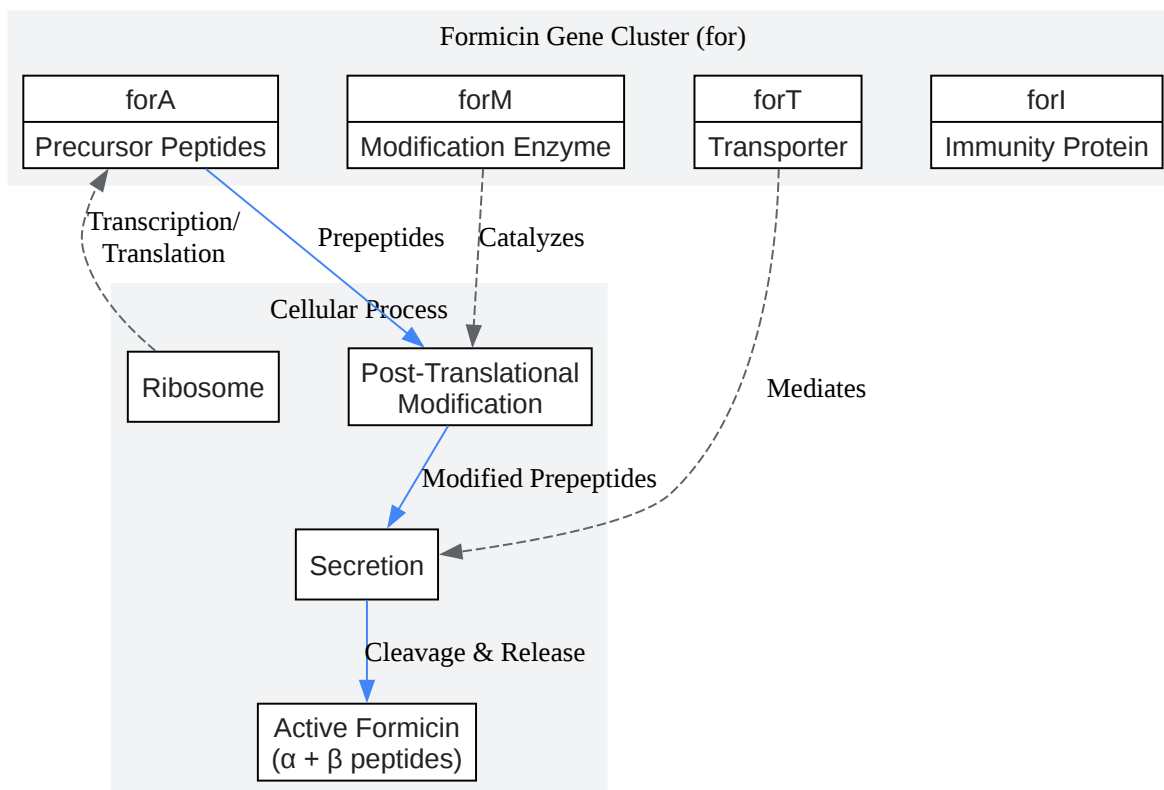 Formicin Gene Cluster (for)
forA
Precursor Peptides
forM
Modification Enzyme
forT
Transporter
forI
Immunity Protein
Transcription/
Translation
Prepeptides
Catalyzes
Cellular Process
Ribosome
Post-Translational
Modification
Mediates
Modified Prepeptides
Secretion
Cleavage & Release
Active Formicin
(α + β peptides)